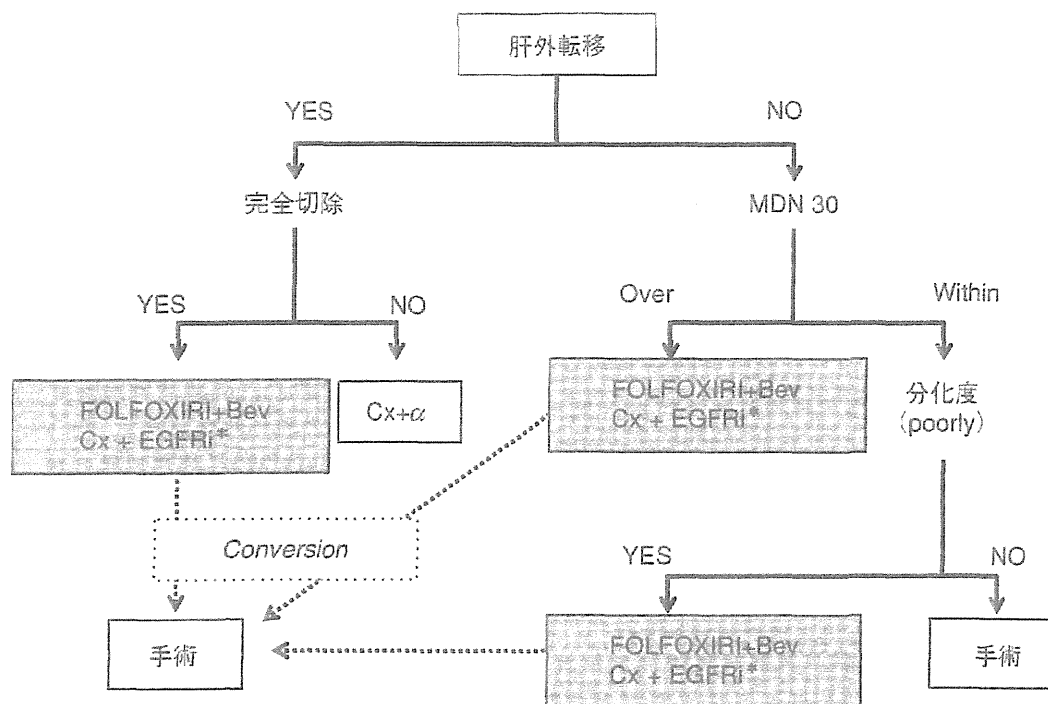 肝外転移
YES
NO
完全切除
MDN 30
YES
NO
Over
Within
FOLFOXIRI+Bev
Cx + EGFRi*
Cx+α
FOLFOXIRI+Bev
Cx + EGFRi*
分化度
(poorly)
Conversion
YES
NO
手術
FOLFOXIRI+Bev
Cx + EGFRi*
手術